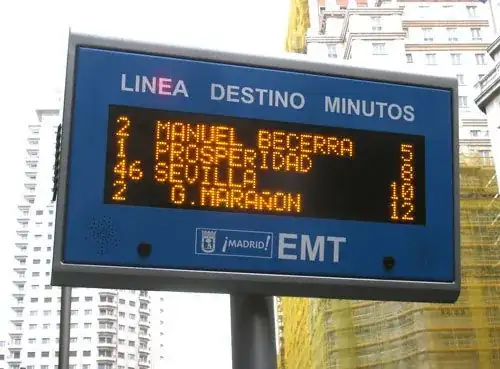 LINEA DESTINO MINUTOS
2 MANUEL BECERRA 5
1 PROSPERIDAD 8
46 SEVILLA 10
2 G.MARAÑON 12
¡MADRID! EMT